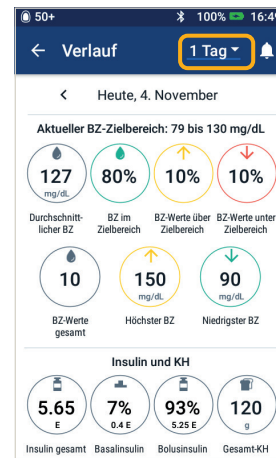 50+ 100% 16:49
Verlauf 1 Tag
Heute, 4. November
Aktueller BZ-Zielbereich: 79 bis 130 mg/dL
127 80% 10% 10%
mg/dL
Durchschnitt- BZ im BZ-Werte über BZ-Werte unter
licher BZ Zielbereich Zielbereich Zielbereich
10 150 90
mg/dL mg/dL
BZ-Werte Höchster BZ Niedrigster BZ
gesamt
Insulin und KH
5.65 7% 93% 120
E 0.4 E 5.25 E g
Insulin gesamt Basalinsulin Bolusinsulin Gesamt-KH